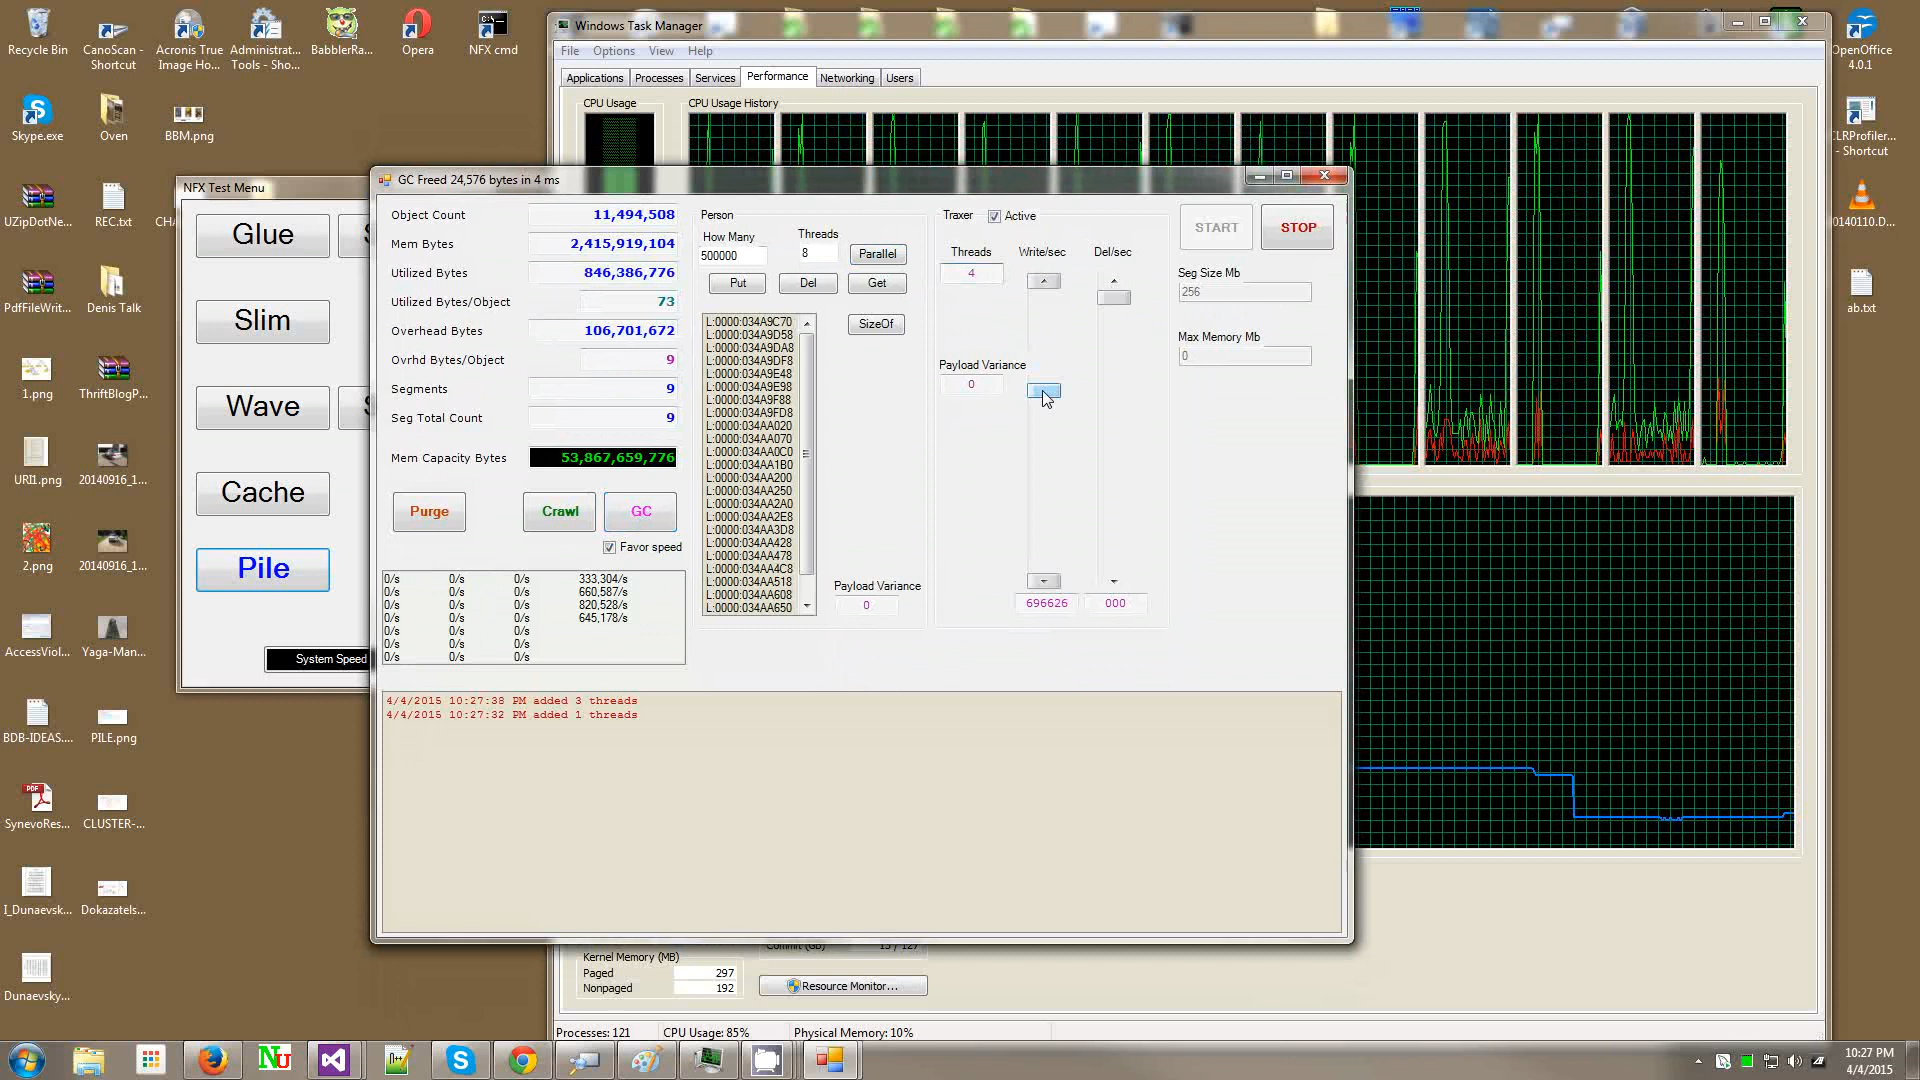 Recycle Bin
CanoScan - Shortcut
Acronis True Image Ho...
Administrat... Tools - Sho...
BabblerRa...
Opera
NFX cmd
Skype.exe
Oven
BBM.png
UZipDotNe...
REC.txt
CHA
PdfFileWrit...
Denis Talk
1.png
ThriftBlogP...
URI1.png
20140916_1...
2.png
20140916_1...
AccessViol...
Yaga-Man...
BDB-IDEAS....
PILE.png
SynevoRes...
CLUSTER-...
I_Dunaevsk...
Dokazatels...
Dunaevsky...
NFX Test Menu
Glue
Slim
Wave
Cache
Pile
System Speed
Windows Task Manager
File Options View Help
Applications Processes Services Performance Networking Users
CPU Usage
CPU Usage History
GC Freed 24,576 bytes in 4 ms
Object Count 11,494,508
Mem Bytes 2,415,919,104
Utilized Bytes 846,386,776
Utilized Bytes/Object 73
Overhead Bytes 106,701,672
Ovrhd Bytes/Object 9
Segments 9
Seg Total Count 9
Mem Capacity Bytes 53,867,659,776
Purge Crawl GC
Favor speed
0/s 0/s 0/s 333,304/s
0/s 0/s 0/s 660,587/s
0/s 0/s 0/s 820,528/s
0/s 0/s 0/s 645,178/s
0/s 0/s 0/s
0/s 0/s 0/s
0/s 0/s 0/s
Person
How Many Threads
500000 8 Parallel
Put Del Get
SizeOf
L:0000:034A9C70
L:0000:034A9D58
L:0000:034A9DA8
L:0000:034A9DF8
L:0000:034A9E48
L:0000:034A9E98
L:0000:034A9F88
L:0000:034A9FD8
L:0000:034AA020
L:0000:034AA070
L:0000:034AA0C0
L:0000:034AA1B0
L:0000:034AA200
L:0000:034AA250
L:0000:034AA2A0
L:0000:034AA2E8
L:0000:034AA3D8
L:0000:034AA428
L:0000:034AA478
L:0000:034AA4C8
L:0000:034AA518
L:0000:034AA608
L:0000:034AA650
Payload Variance
0
Traxer Active
Threads Write/sec Del/sec
4
Payload Variance
0
696626 000
START STOP
Seg Size Mb
256
Max Memory Mb
0
4/4/2015 10:27:38 PM added 3 threads
4/4/2015 10:27:32 PM added 1 threads
Commit (GB) 13 / 127
Kernel Memory (MB)
Paged 297
Nonpaged 192
Resource Monitor...
Processes: 121 CPU Usage: 85% Physical Memory: 10%
OpenOffice 4.0.1
CLRProfiler... - Shortcut
20140110.D...
ab.txt
10:27 PM
4/4/2015